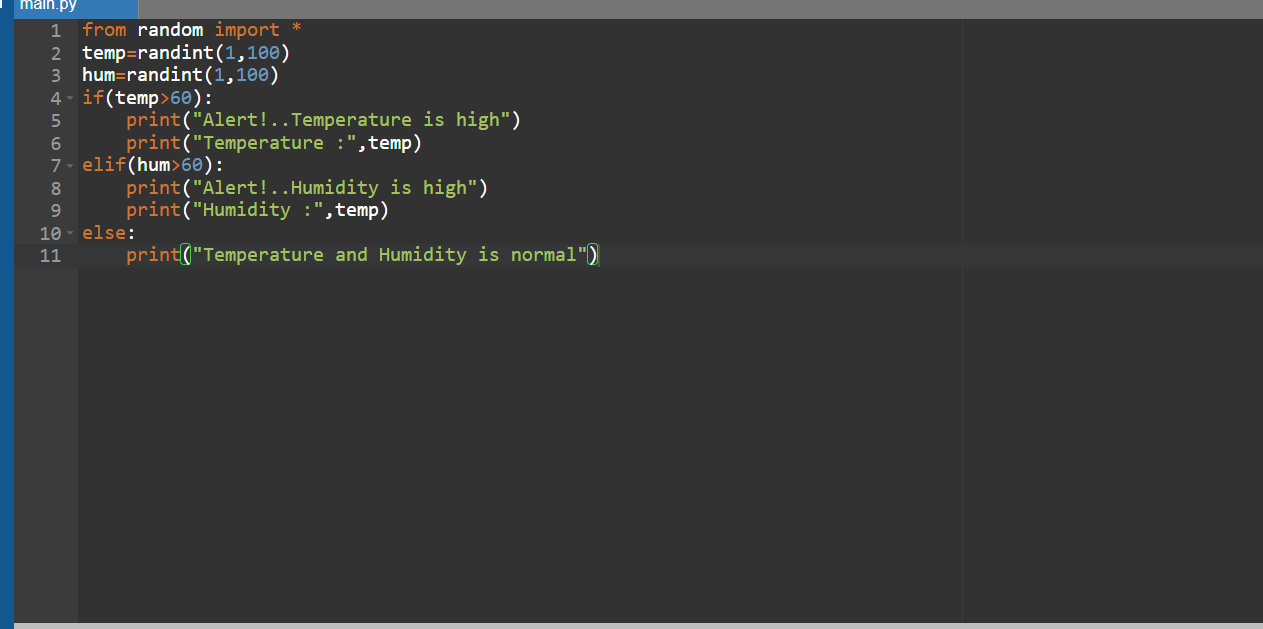 main.py
1 from random import *
2 temp=randint(1,100)
3 hum=randint(1,100)
4 if(temp>60):
5     print("Alert!..Temperature is high")
6     print("Temperature :",temp)
7 elif(hum>60):
8     print("Alert!..Humidity is high")
9     print("Humidity :",temp)
10 else:
11     print("Temperature and Humidity is normal")